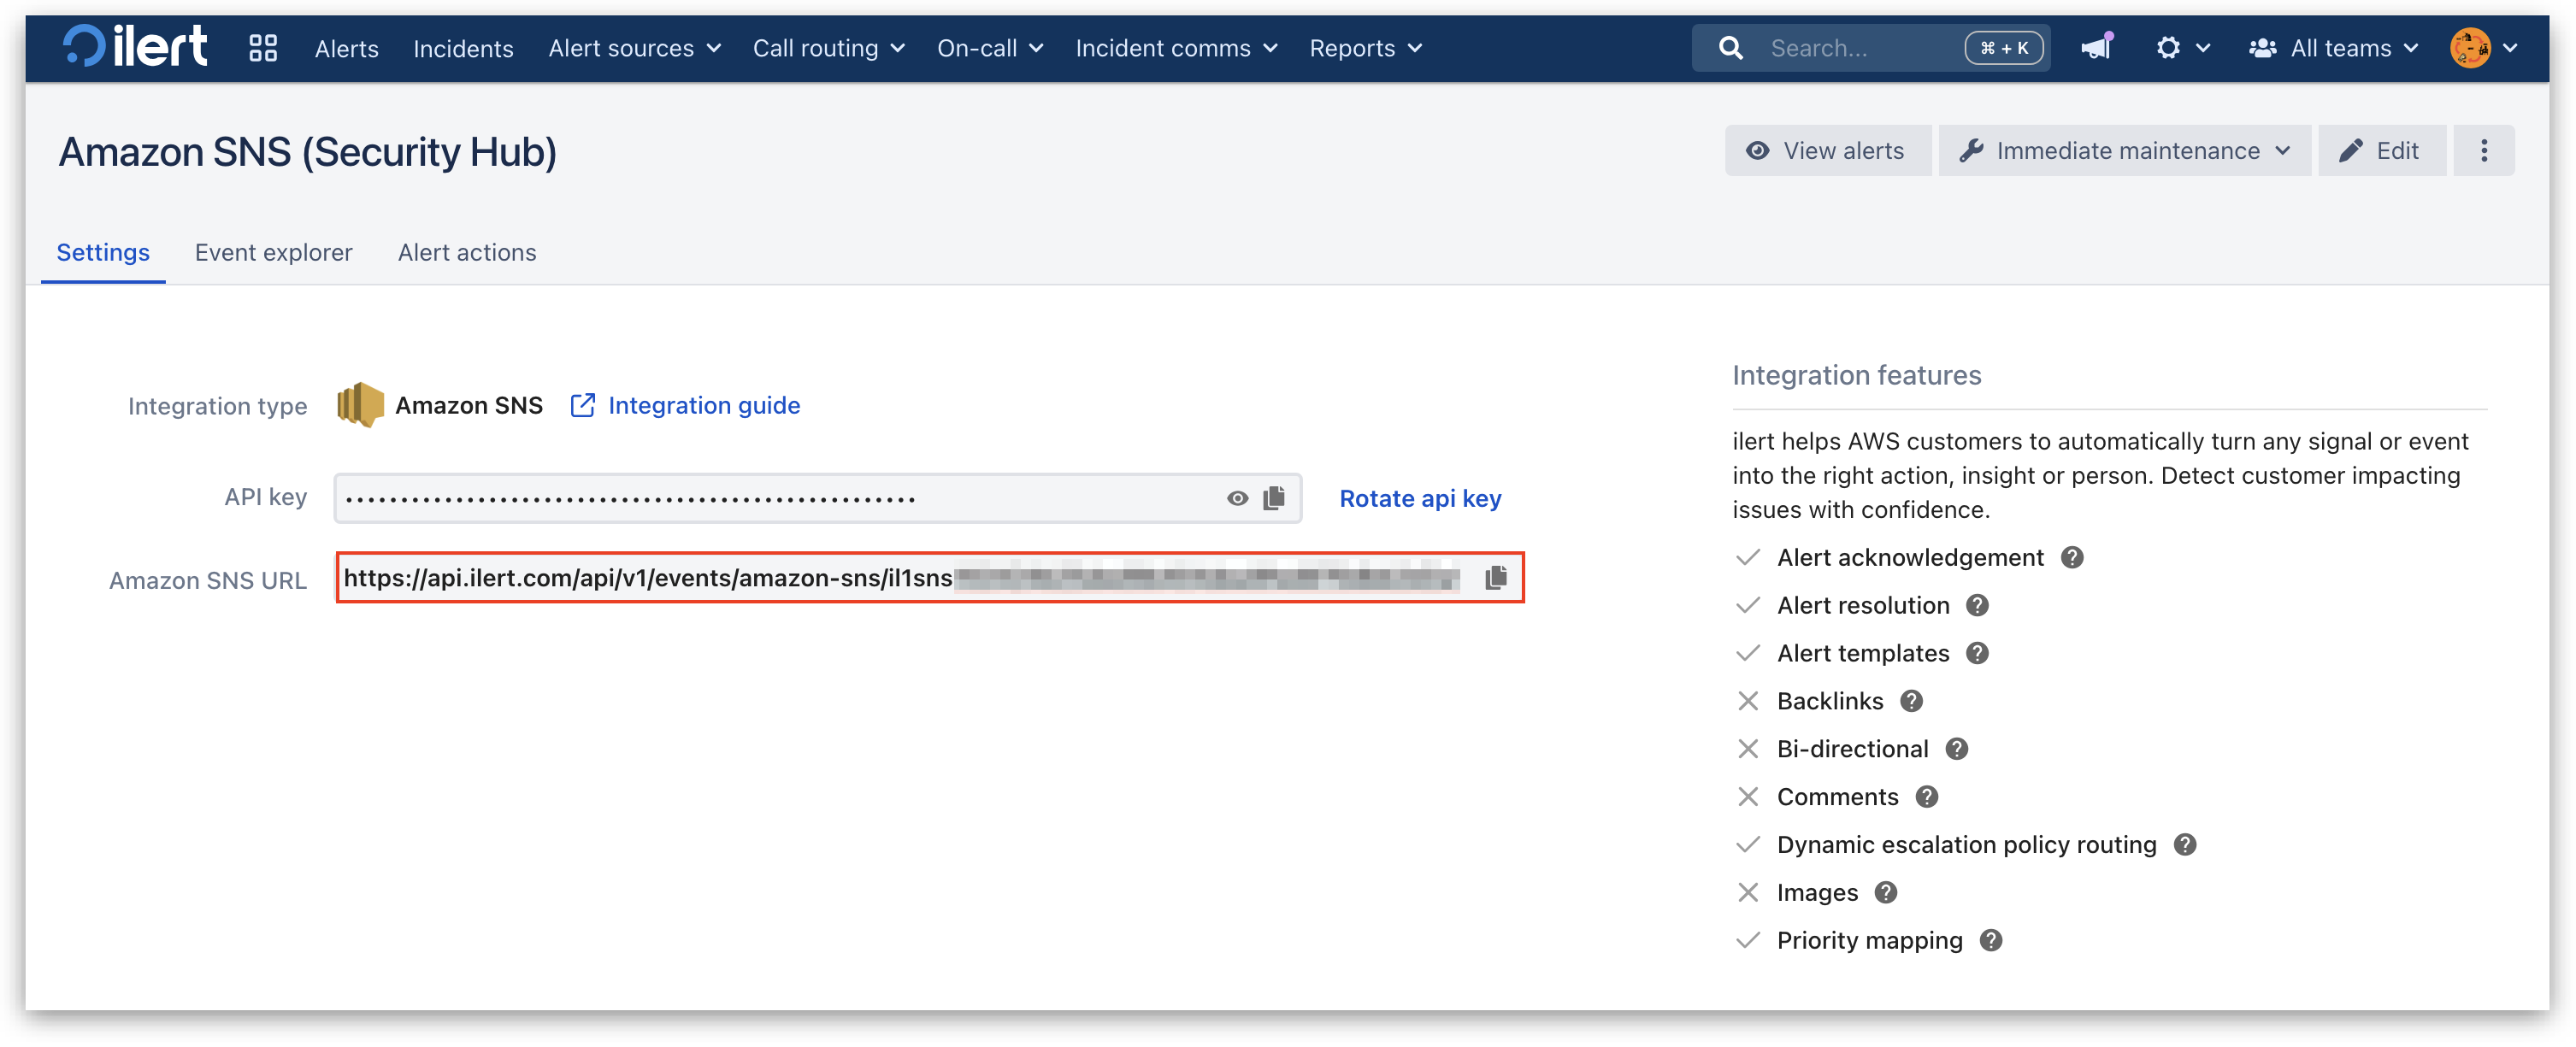 ilert Alerts Incidents Alert sources Call routing On-call Incident comms Reports Search... ⌘ + K All teams
Amazon SNS (Security Hub)
View alerts Immediate maintenance Edit
Settings Event explorer Alert actions
Integration type Amazon SNS Integration guide
API key •••••••••••••••••••••••••••••••••••••••••••••••••••• Rotate api key
Amazon SNS URL https://api.ilert.com/api/v1/events/amazon-sns/il1sns
Integration features
ilert helps AWS customers to automatically turn any signal or event
into the right action, insight or person. Detect customer impacting
issues with confidence.
Alert acknowledgement
Alert resolution
Alert templates
Backlinks
Bi-directional
Comments
Dynamic escalation policy routing
Images
Priority mapping